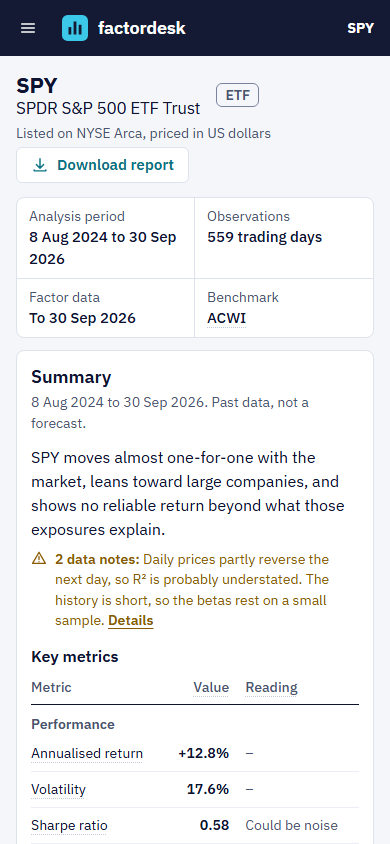 factordesk
SPY
SPY
SPDR S&P 500 ETF Trust
ETF
Listed on NYSE Arca, priced in US dollars
Download report
Analysis period
8 Aug 2024 to 30 Sep
2026
Observations
559 trading days
Factor data
To 30 Sep 2026
Benchmark
ACWI
Summary
8 Aug 2024 to 30 Sep 2026. Past data, not a
forecast.
SPY moves almost one-for-one with the
market, leans toward large companies, and
shows no reliable return beyond what those
exposures explain.
2 data notes: Daily prices partly reverse the
next day, so R² is probably understated. The
history is short, so the betas rest on a small
sample. Details
Key metrics
Metric Value Reading
Performance
Annualised return +12.8% –
Volatility 17.6% –
Sharpe ratio 0.58 Could be noise